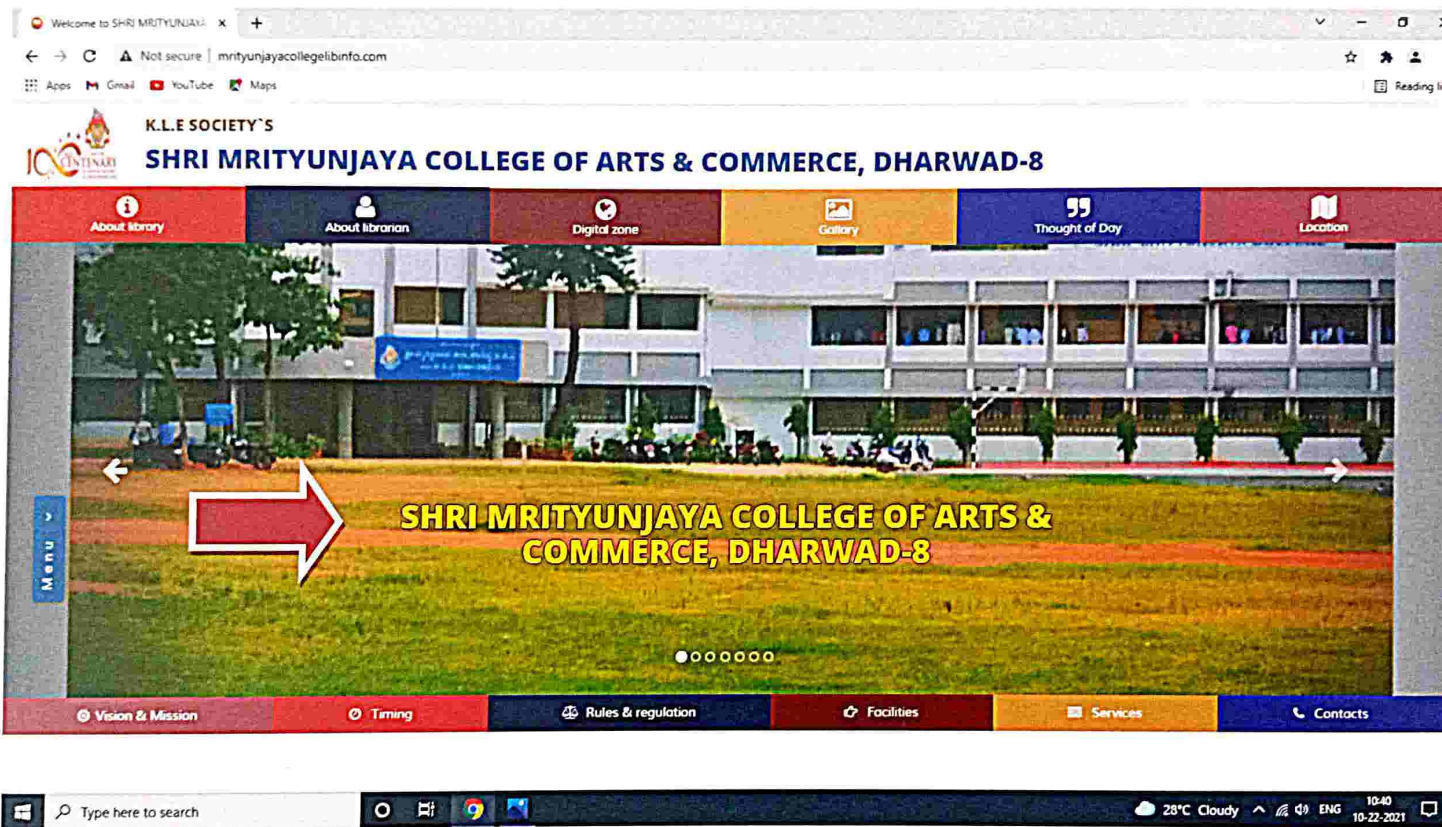 Welcome to SHRI MRITYUNJAYA
Not secure | mrityunjayacollegelibinfo.com
Apps Gmail YouTube Maps Reading li
K.L.E SOCIETY`S
100 CENTENARY
SHRI MRITYUNJAYA COLLEGE OF ARTS & COMMERCE, DHARWAD-8
About library About librarian Digital zone Gallary Thought of Day Location
Menu
SHRI MRITYUNJAYA COLLEGE OF ARTS &
COMMERCE, DHARWAD-8
Vision & Mission Timing Rules & regulation Facilities Services Contacts
Type here to search 28°C Cloudy ENG 10:40
10-22-2021